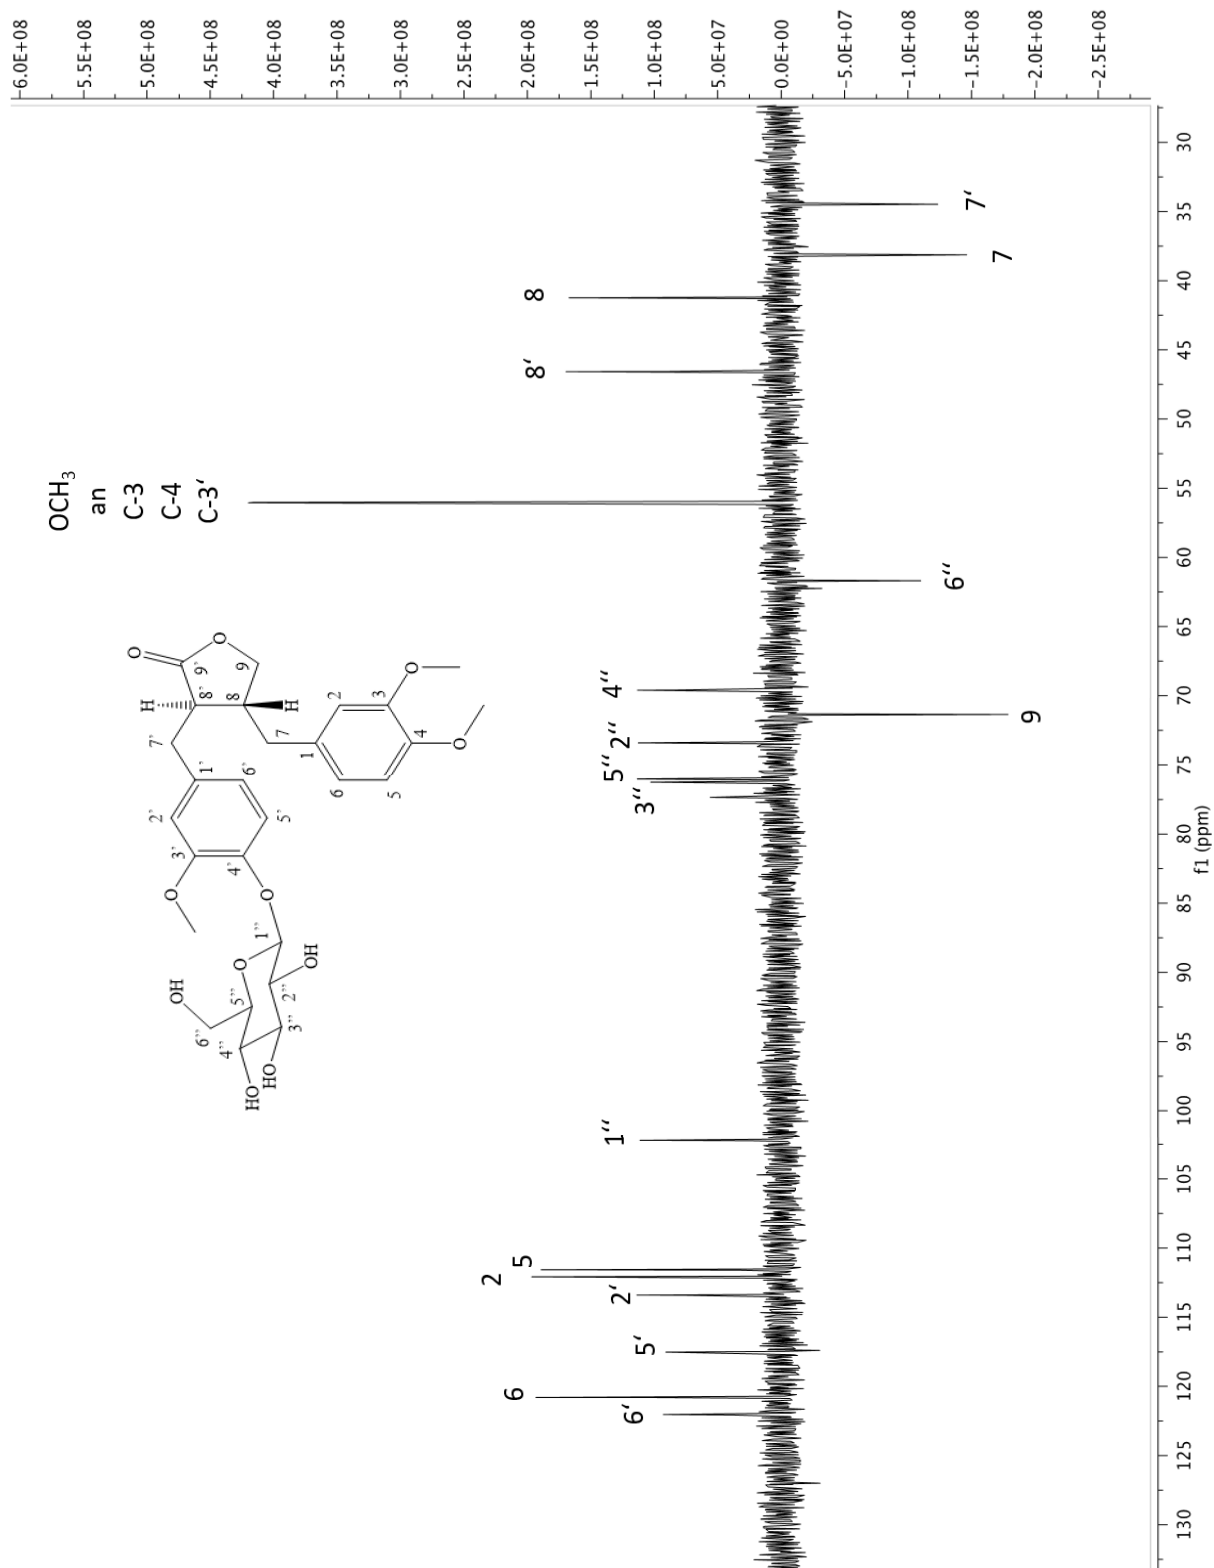 6.0E+08
5.5E+08
5.0E+08
4.5E+08
4.0E+08
3.5E+08
3.0E+08
2.5E+08
2.0E+08
1.5E+08
1.0E+08
5.0E+07
0.0E+00
-5.0E+07
-1.0E+08
-1.5E+08
-2.0E+08
-2.5E+08
OCH3
an
C-3
C-4
C-3‘
6‘
6
5‘
2‘
2
5
1‘‘
3‘‘
5‘‘
2‘‘
4‘‘
9
6‘‘
8‘
8
7
7‘
HO
HO
OH
OH
O
O
O
O
O
O
O
H
H
1’’
2’’
3’’
4’’
5’’
6’’
1’
2’
3’
4’
5’
6’
7’
8’
9’
1
2
3
4
5
6
7
8
9
130
125
120
115
110
105
100
95
90
85
80
75
70
65
60
55
50
45
40
35
30
f1 (ppm)